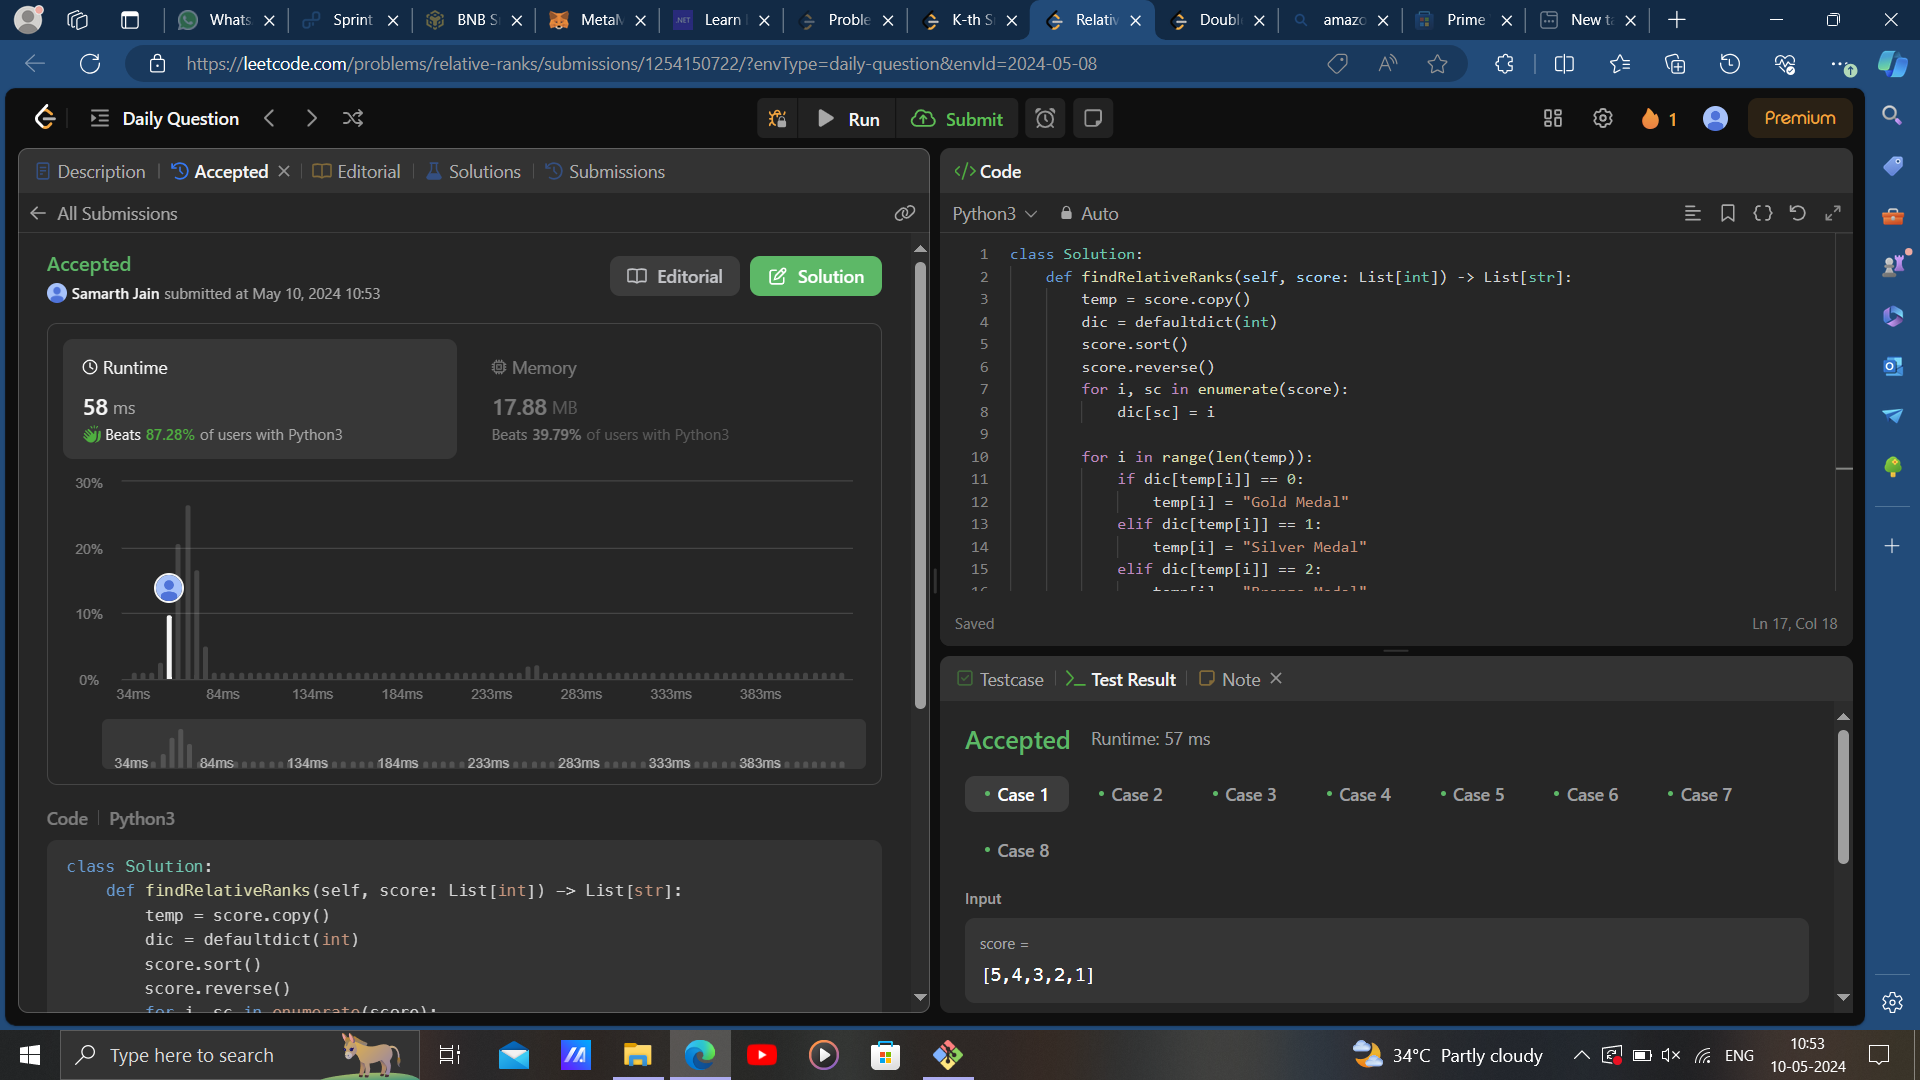 Whats
Sprint
BNB S
MetaM
Learn
Proble
K-th S
Relativ
Doubl
amazo
Prime
New ta
https://leetcode.com/problems/relative-ranks/submissions/1254150722/?envType=daily-question&envId=2024-05-08
Daily Question
Run
Submit
1
Premium
Description
Accepted
Editorial
Solutions
Submissions
All Submissions
Accepted
Samarth Jain submitted at May 10, 2024 10:53
Editorial
Solution
Runtime
58 ms
Beats 87.28% of users with Python3
Memory
17.88 MB
Beats 39.79% of users with Python3
30%
20%
10%
0%
34ms 84ms 134ms 184ms 233ms 283ms 333ms 383ms
34ms 84ms 134ms 184ms 233ms 283ms 333ms 383ms
Code | Python3
class Solution:
def findRelativeRanks(self, score: List[int]) -> List[str]:
temp = score.copy()
dic = defaultdict(int)
score.sort()
score.reverse()
for i, sc in enumerate(score):
</> Code
Python3
Auto
1 class Solution:
2 def findRelativeRanks(self, score: List[int]) -> List[str]:
3 temp = score.copy()
4 dic = defaultdict(int)
5 score.sort()
6 score.reverse()
7 for i, sc in enumerate(score):
8 dic[sc] = i
9
10 for i in range(len(temp)):
11 if dic[temp[i]] == 0:
12 temp[i] = "Gold Medal"
13 elif dic[temp[i]] == 1:
14 temp[i] = "Silver Medal"
15 elif dic[temp[i]] == 2:
16 temp[i] = "Bronze Medal"
Saved
Ln 17, Col 18
Testcase
Test Result
Note
Accepted
Runtime: 57 ms
Case 1
Case 2
Case 3
Case 4
Case 5
Case 6
Case 7
Case 8
Input
score =
[5,4,3,2,1]
Type here to search
34°C Partly cloudy
ENG
10:53
10-05-2024